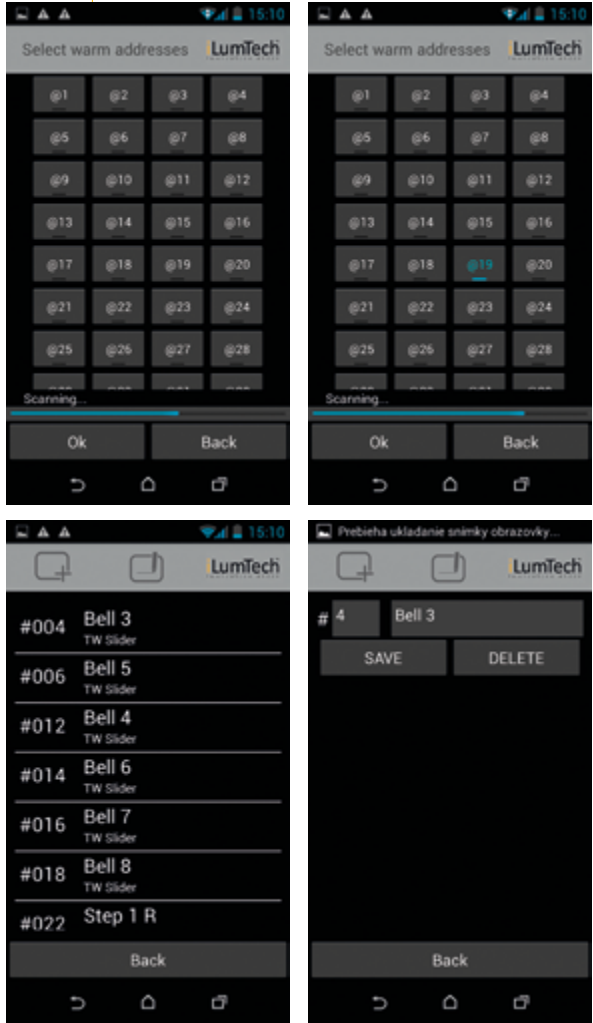 15:10
Select warm addresses LumTech
@1 @2 @3 @4
@5 @6 @7 @8
@9 @10 @11 @12
@13 @14 @15 @16
@17 @18 @19 @20
@21 @22 @23 @24
@25 @26 @27 @28
Scanning...
Ok Back
15:10
Select warm addresses LumTech
@1 @2 @3 @4
@5 @6 @7 @8
@9 @10 @11 @12
@13 @14 @15 @16
@17 @18 @19 @20
@21 @22 @23 @24
@25 @26 @27 @28
Scanning...
Ok Back
15:10
LumTech
#004 Bell 3
TW Slider
#006 Bell 5
TW Slider
#012 Bell 4
TW Slider
#014 Bell 6
TW Slider
#016 Bell 7
TW Slider
#018 Bell 8
TW Slider
#022 Step 1 R
Back
Prebieha ukladanie snímky obrazovky...
LumTech
# 4 Bell 3
SAVE DELETE
Back